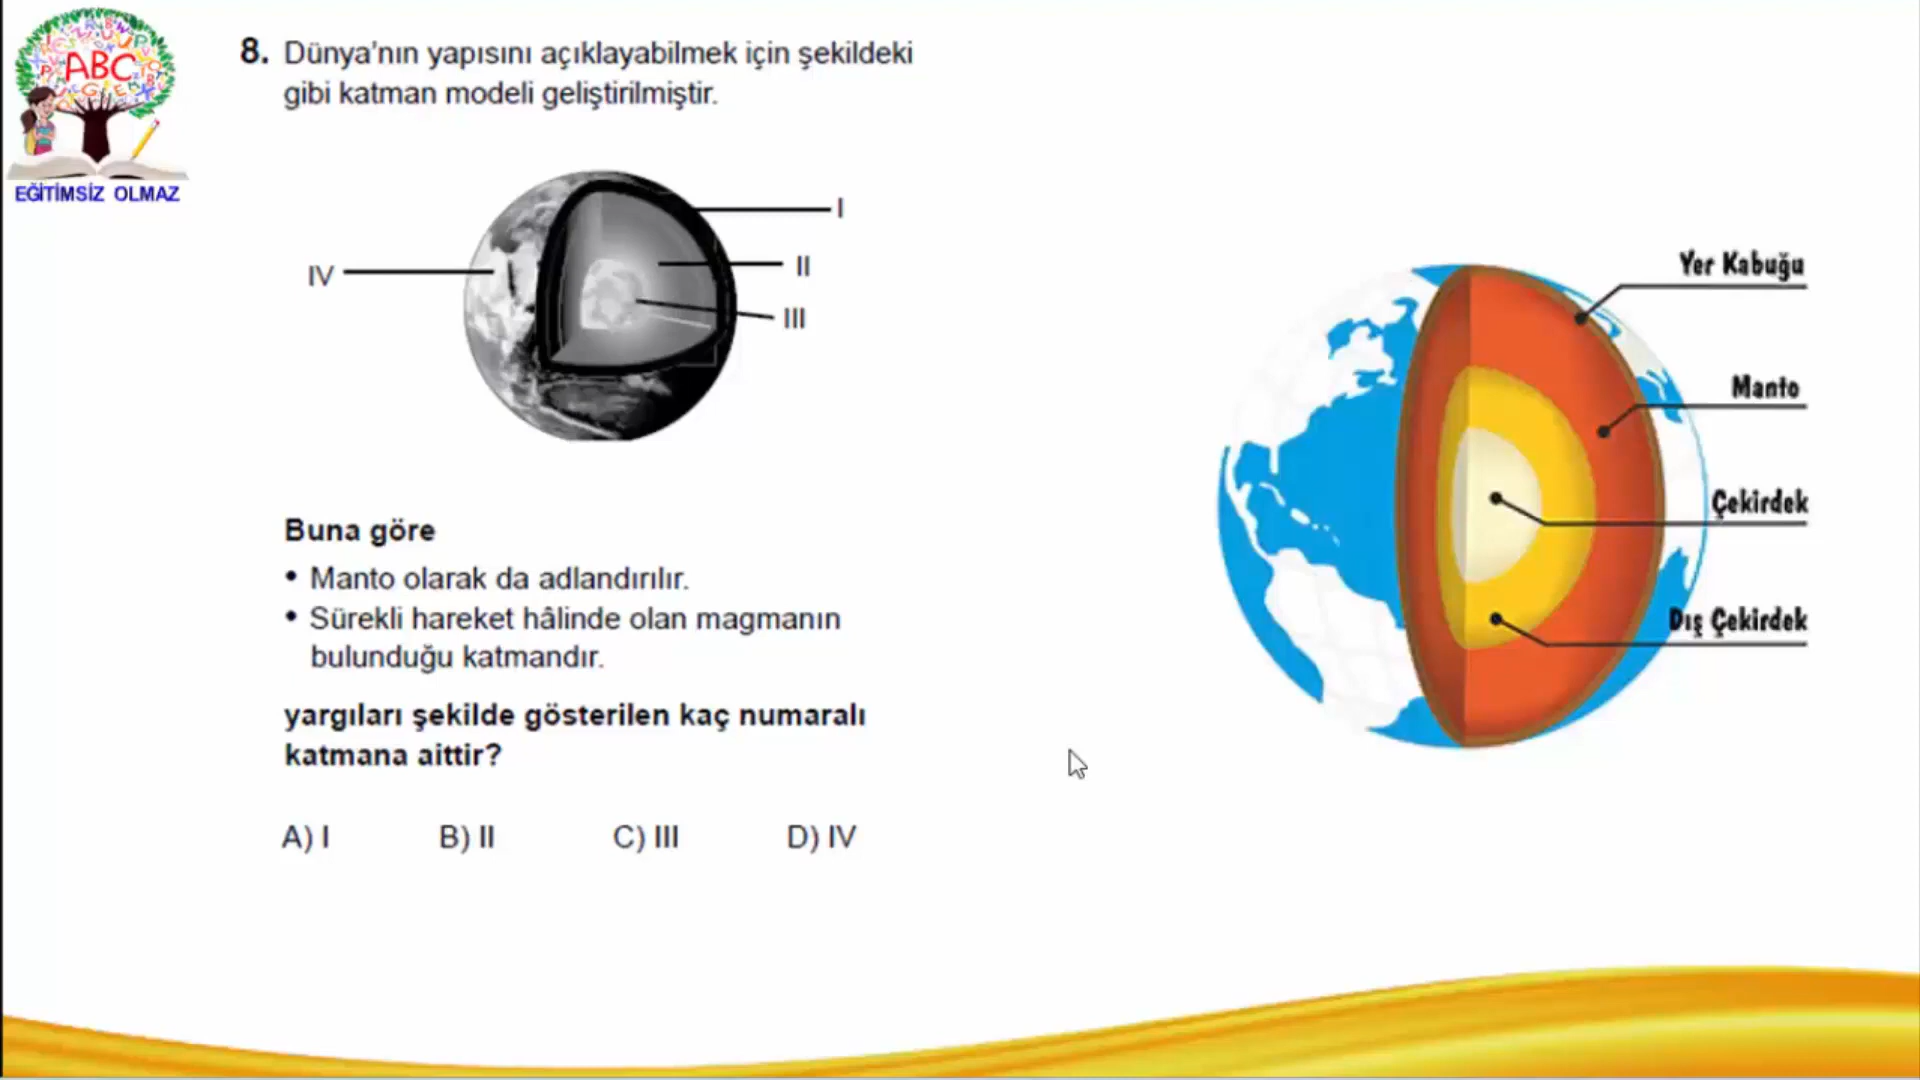 ABC
EĞİTİMSİZ OLMAZ
8. Dünya'nın yapısını açıklayabilmek için şekildeki
gibi katman modeli geliştirilmiştir.
I
II
III
IV
Buna göre
• Manto olarak da adlandırılır.
• Sürekli hareket hâlinde olan magmanın
bulunduğu katmandır.
yargıları şekilde gösterilen kaç numaralı
katmana aittir?
A) I B) II C) III D) IV
Yer Kabuğu
Manto
Çekirdek
Dış Çekirdek